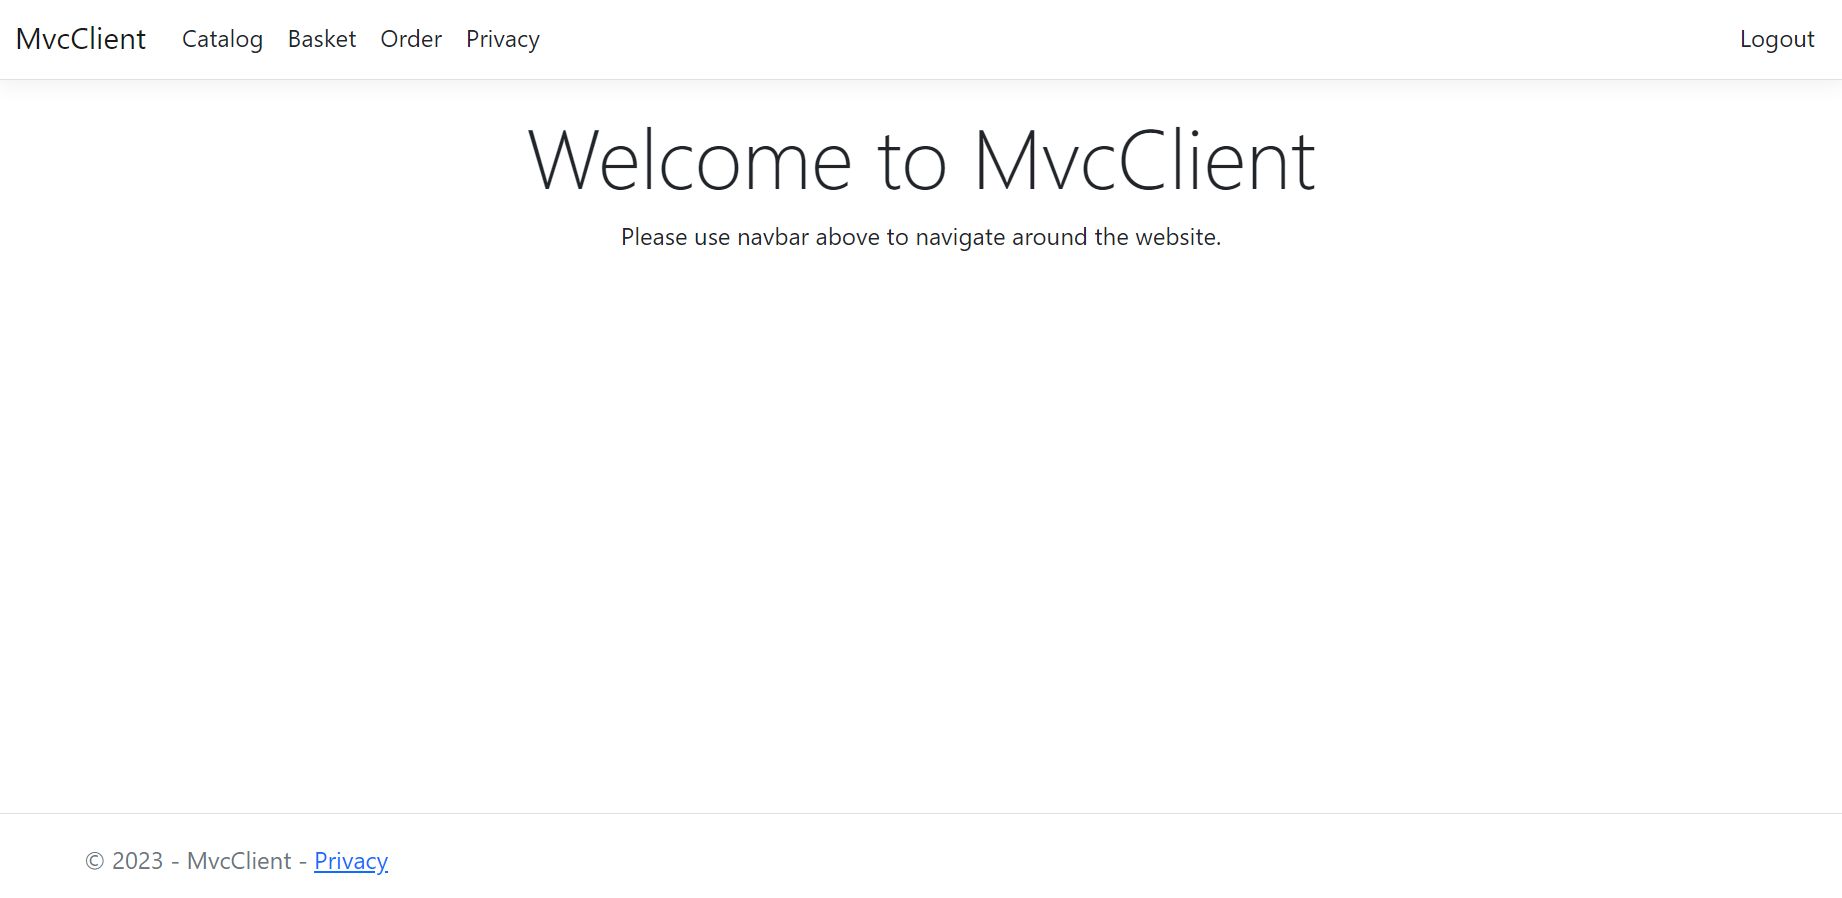 MvcClient Catalog Basket Order Privacy Logout
Welcome to MvcClient
Please use navbar above to navigate around the website.
© 2023 - MvcClient - Privacy